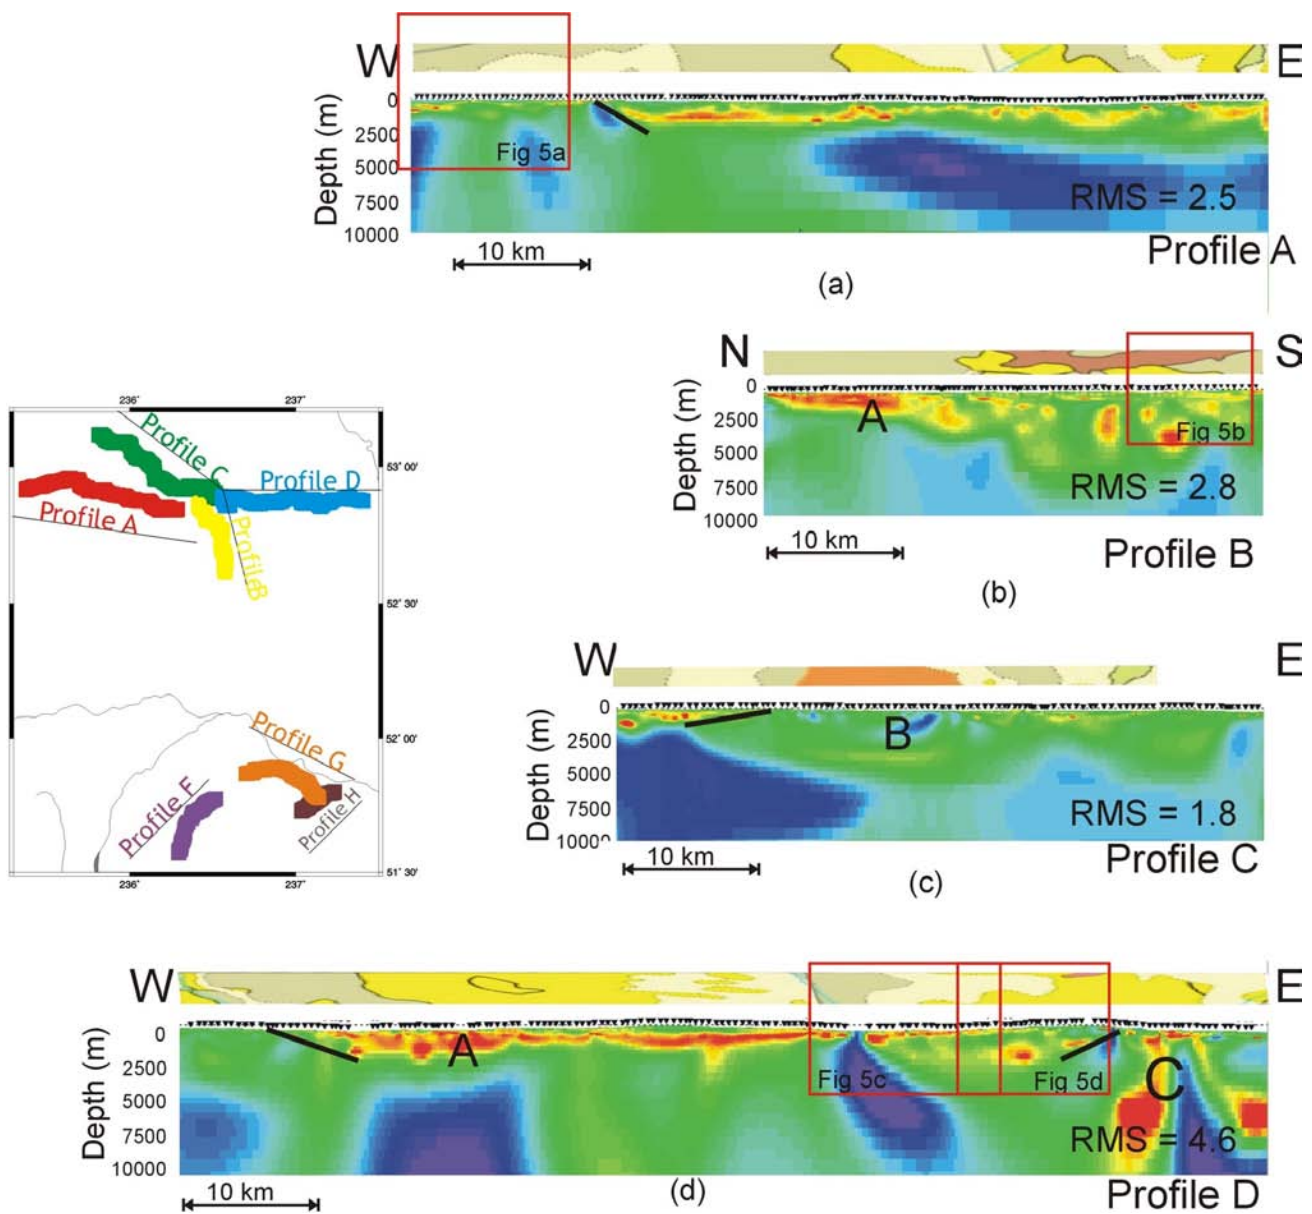 W
E
Depth (m)
0
2500
5000
7500
10000
Fig 5a
RMS = 2.5
10 km
Profile A
(a)
N
S
Depth (m)
0
2500
5000
7500
10000
A
Fig 5b
RMS = 2.8
10 km
Profile B
(b)
236°
237°
Profile C
Profile D
Profile A
Profile B
53° 00'
52° 30'
52° 00'
51° 30'
Profile G
Profile F
Profile H
236°
237°
W
E
Depth (m)
0
2500
5000
7500
10000
B
RMS = 1.8
10 km
Profile C
(c)
W
E
Depth (m)
0
2500
5000
7500
10000
A
Fig 5c
Fig 5d
C
RMS = 4.6
10 km
(d)
Profile D